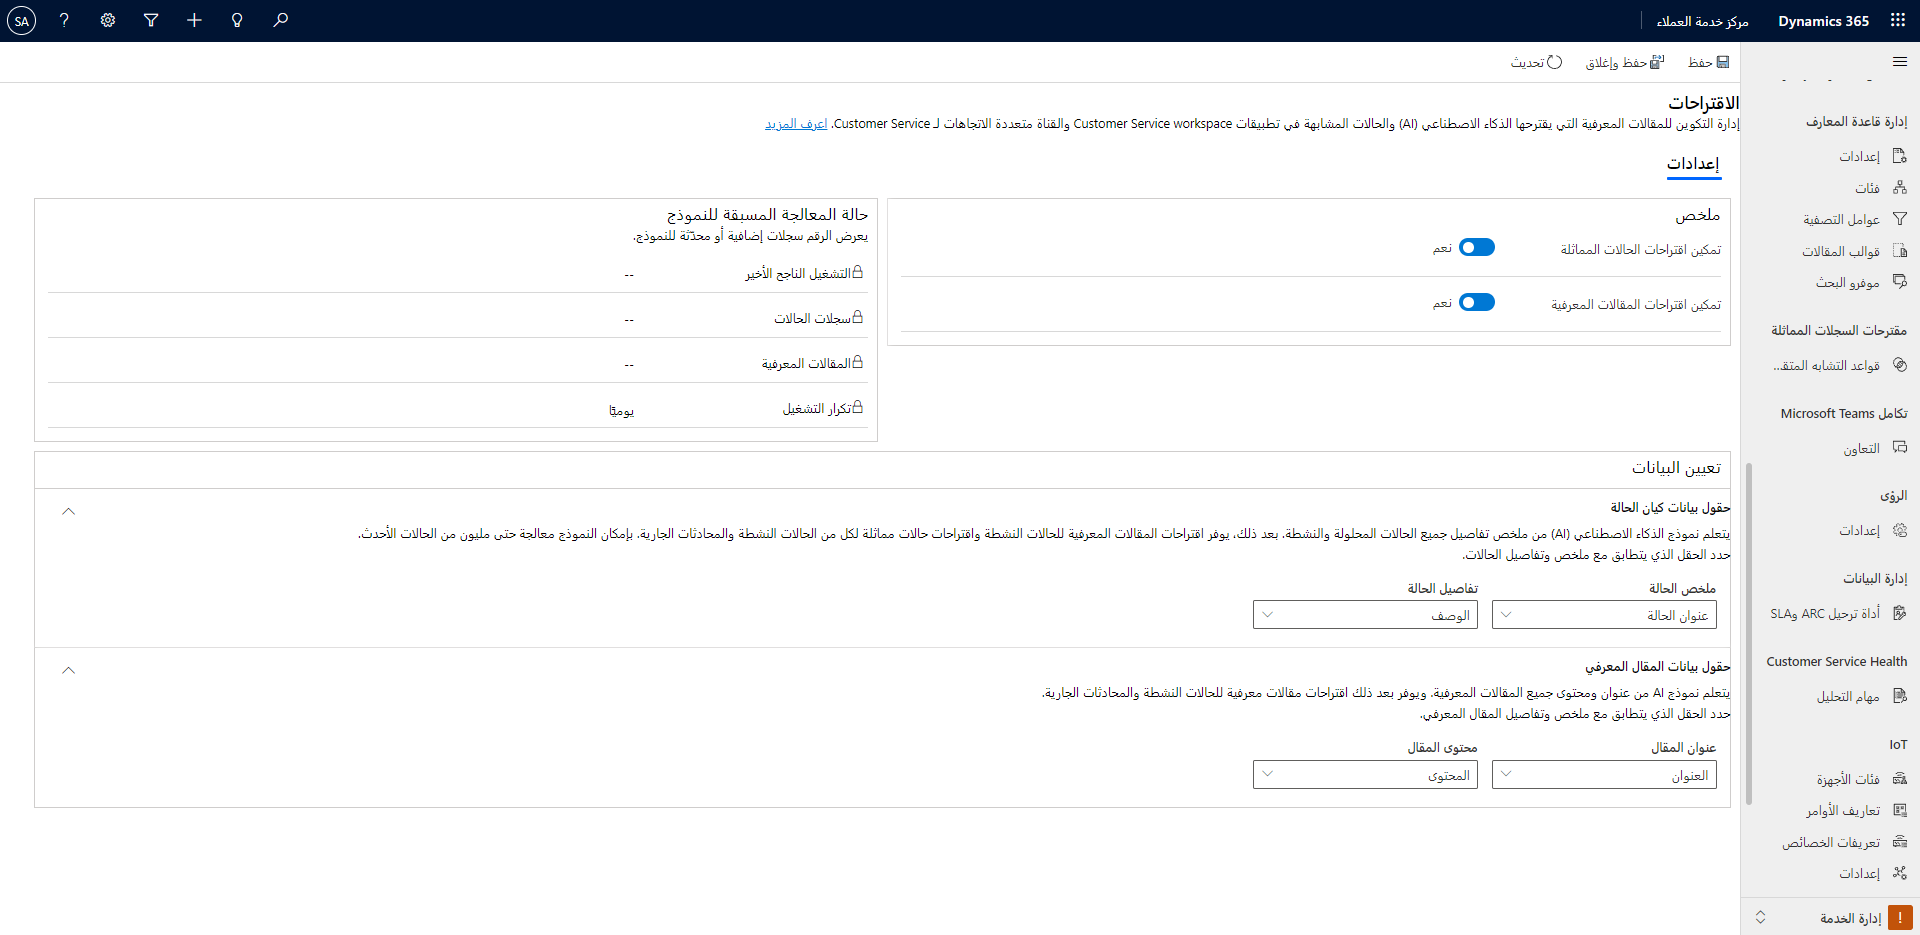 Dynamics 365
مركز خدمة العملاء
SA
حفظ
حفظ وإغلاق
تحديث
الاقتراحات
إدارة التكوين للمقالات المعرفية التي يقترحها الذكاء الاصطناعي (AI) والحالات المشابهة في تطبيقات Customer Service workspace والقناة متعددة الاتجاهات لـ Customer Service. اعرف المزيد
إعدادات
ملخص
تمكين اقتراحات الحالات المماثلة
نعم
تمكين اقتراحات المقالات المعرفية
نعم
حالة المعالجة المسبقة للنموذج
يعرض الرقم سجلات إضافية أو محدّثة للنموذج.
التشغيل الناجح الأخير
--
سجلات الحالات
--
المقالات المعرفية
--
تكرار التشغيل
يوميًا
تعيين البيانات
حقول بيانات كيان الحالة
يتعلم نموذج الذكاء الاصطناعي (AI) من ملخص تفاصيل جميع الحالات المحلولة والنشطة. بعد ذلك، يوفر اقتراحات المقالات المعرفية للحالات النشطة واقتراحات حالات مماثلة لكل من الحالات النشطة والمحادثات الجارية. بإمكان النموذج معالجة حتى مليون من الحالات الأحدث.
حدد الحقل الذي يتطابق مع ملخص وتفاصيل الحالات.
ملخص الحالة
عنوان الحالة
تفاصيل الحالة
الوصف
حقول بيانات المقال المعرفي
يتعلم نموذج AI من عنوان ومحتوى جميع المقالات المعرفية. ويوفر بعد ذلك اقتراحات مقالات معرفية للحالات النشطة والمحادثات الجارية.
حدد الحقل الذي يتطابق مع ملخص وتفاصيل المقال المعرفي.
عنوان المقال
العنوان
محتوى المقال
المحتوى
إدارة قاعدة المعارف
إعدادات
فئات
عوامل التصفية
قوالب المقالات
موفرو البحث
مقترحات السجلات المماثلة
قواعد التشابه المتقـ...
تكامل Microsoft Teams
التعاون
الرؤى
إعدادات
إدارة البيانات
أداة ترحيل ARC وSLA
Customer Service Health
مهام التحليل
IoT
فئات الأجهزة
تعاريف الأوامر
تعريفات الخصائص
إعدادات
إدارة الخدمة